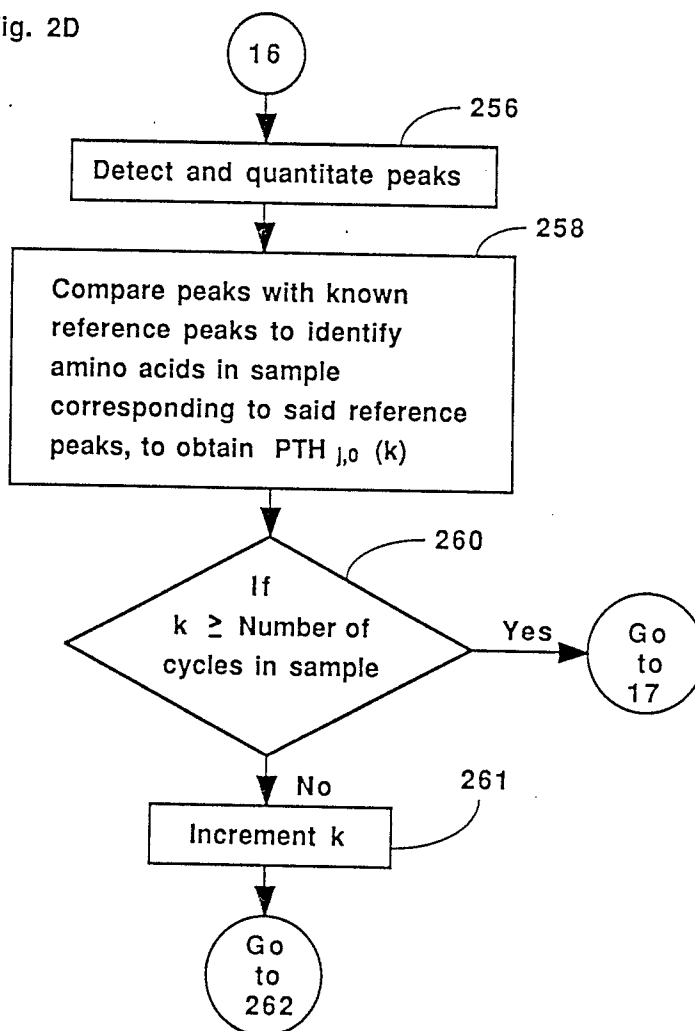 ig. 2D
16
256
Detect and quantitate peaks
258
Compare peaks with known
reference peaks to identify
amino acids in sample
corresponding to said reference
peaks, to obtain PTH j,o (k)
260
If
k ≥ Number of
cycles in sample
Yes
Go
to
17
No
261
Increment k
Go
to
262